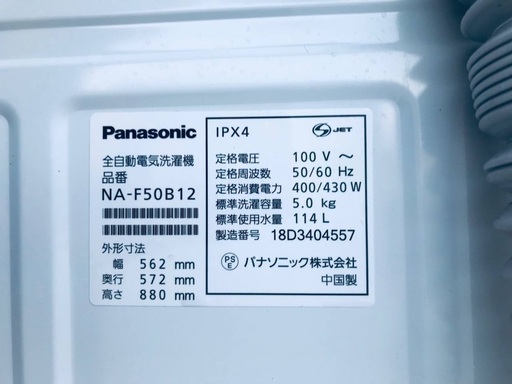 Panasonic
全自動電気洗濯機
品番
NA-F50B12
外形寸法
幅 562 mm
奥行 572 mm
高さ 880 mm
IPX4
S JET
定格電圧 100 V ～
定格周波数 50/60 Hz
定格消費電力 400/430 W
標準洗濯容量 5.0 kg
標準使用水量 114 L
製造番号 18D3404557
PS E パナソニック株式会社
中国製